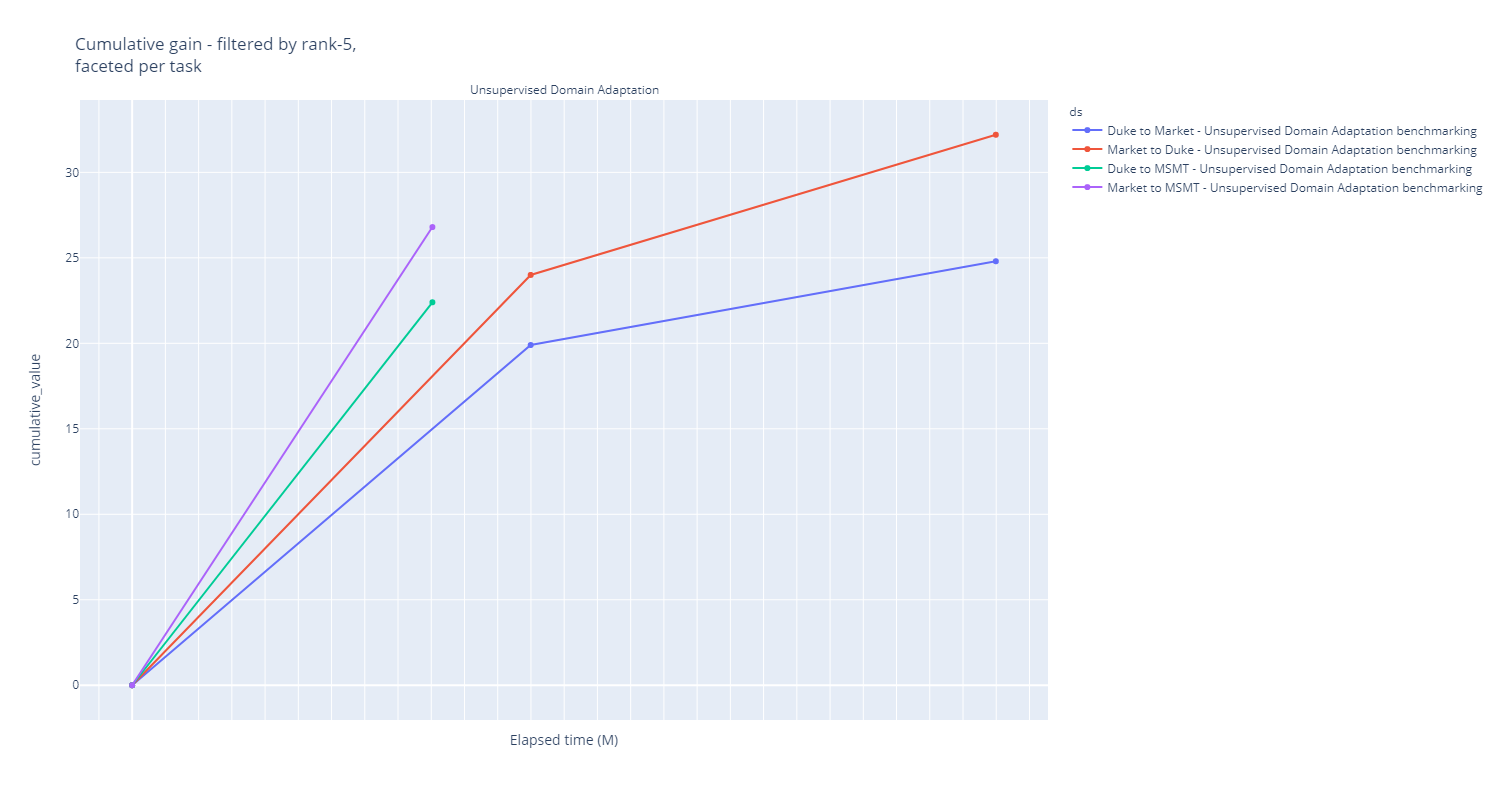 Cumulative gain - filtered by rank-5,
faceted per task
Unsupervised Domain Adaptation
ds
Duke to Market - Unsupervised Domain Adaptation benchmarking
Market to Duke - Unsupervised Domain Adaptation benchmarking
Duke to MSMT - Unsupervised Domain Adaptation benchmarking
Market to MSMT - Unsupervised Domain Adaptation benchmarking
30
25
20
15
10
5
0
cumulative_value
Elapsed time (M)